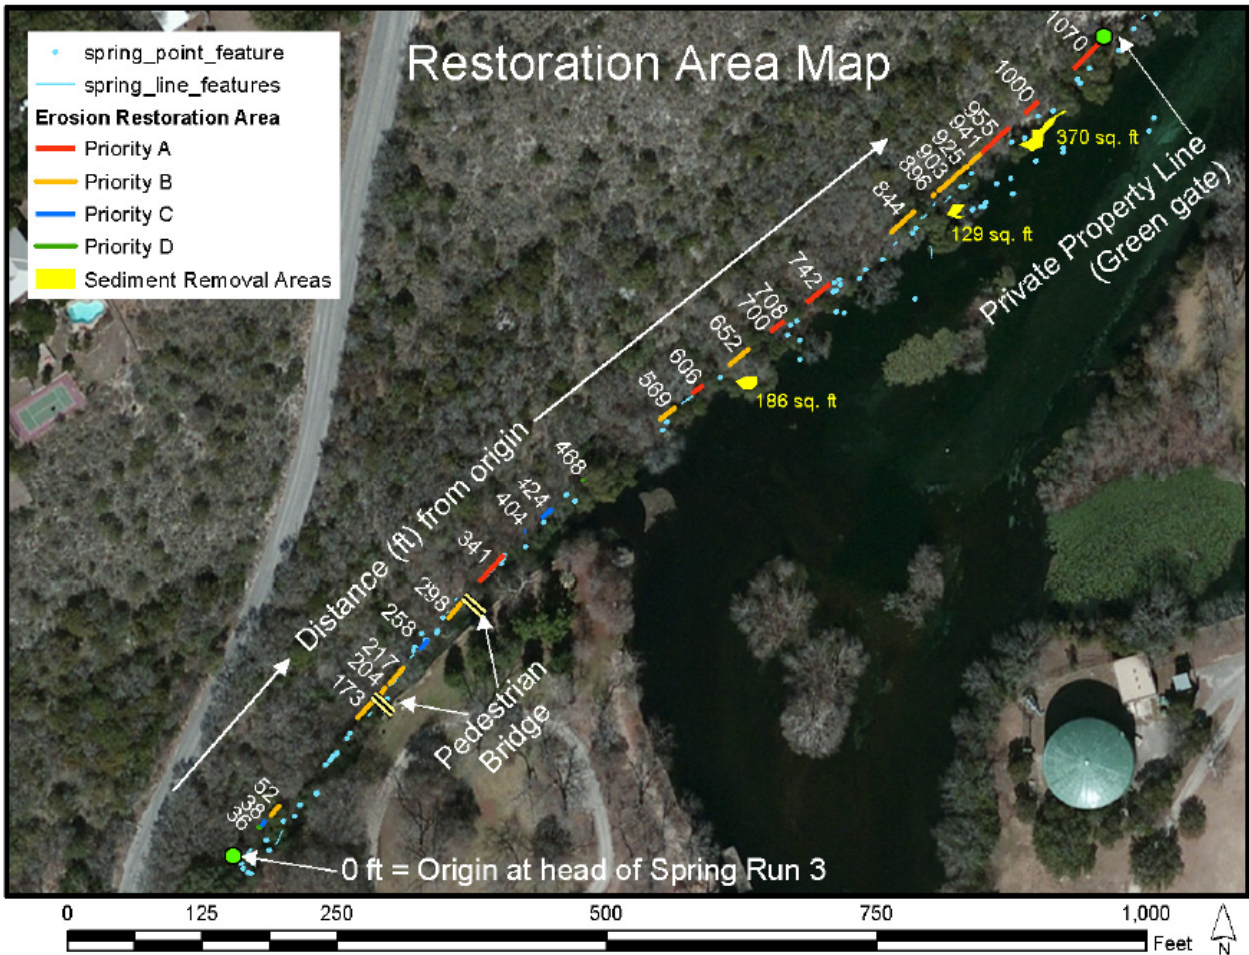 Restoration Area Map
spring_point_feature
spring_line_features
Erosion Restoration Area
Priority A
Priority B
Priority C
Priority D
Sediment Removal Areas
1070
1000
955
941
925
903
896
844
742
708
700
652
606
569
468
424
404
341
298
258
217
204
173
52
38
370 sq. ft
129 sq. ft
186 sq. ft
Private Property Line
(Green gate)
Distance (ft) from origin
Pedestrian
Bridge
0 ft = Origin at head of Spring Run 3
0 125 250 500 750 1,000
Feet
N